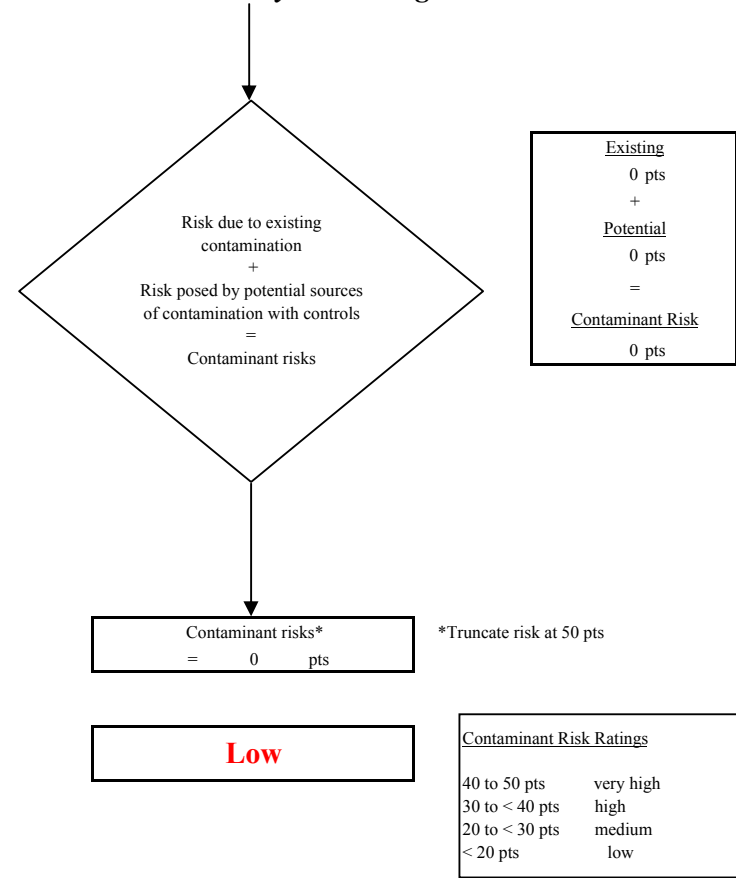 Risk due to existing
contamination
+
Risk posed by potential sources
of contamination with controls
=
Contaminant risks
Existing
0 pts
+
Potential
0 pts
=
Contaminant Risk
0 pts
Contaminant risks*
= 0 pts
*Truncate risk at 50 pts
Low
Contaminant Risk Ratings
40 to 50 pts very high
30 to < 40 pts high
20 to < 30 pts medium
< 20 pts low